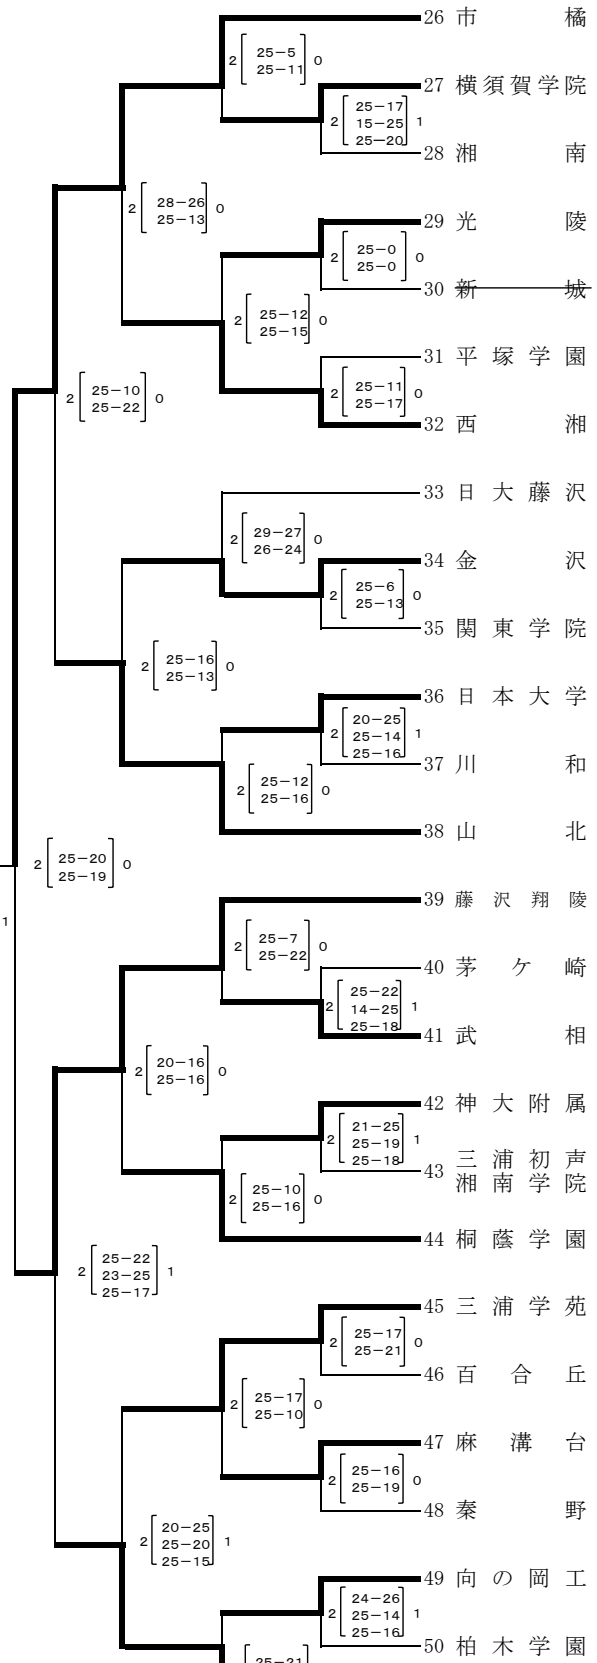 26 市 橘
2 25−5 0
25−11
27 横須賀学院
2 25−17 1
15−25
25−20
28 湘 南
2 28−26 0
25−13
29 光 陵
2 25−0 0
25−0
30 新 城
2 25−12 0
25−15
31 平塚学園
2 25−11 0
25−17
32 西 湘
2 25−10 0
25−22
33 日大藤沢
2 29−27 0
26−24
34 金 沢
2 25−6 0
25−13
35 関東学院
2 25−16 0
25−13
36 日本大学
2 20−25 1
25−14
25−16
37 川 和
2 25−12 0
25−16
38 山 北
2 25−20 0
25−19
1
39 藤沢翔陵
2 25−7 0
25−22
40 茅ケ崎
2 25−22 1
14−25
25−18
41 武 相
2 20−16 0
25−16
42 神大附属
2 21−25 1
25−19
25−18
43 三浦初声
湘南学院
2 25−10 0
25−16
44 桐蔭学園
2 25−22 1
23−25
25−17
45 三浦学苑
2 25−17 0
25−21
46 百合丘
2 25−17 0
25−10
47 麻溝台
2 25−16 0
25−19
48 秦 野
2 20−25 1
25−20
25−15
49 向の岡工
2 24−26 1
25−14
25−16
50 柏木学園
25−21